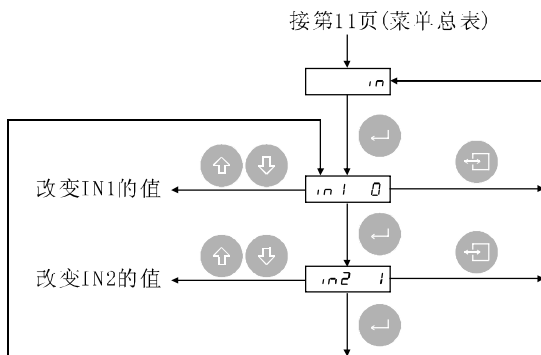 接第11页(菜单总表)
in
改变IN1的值
in1 0
改变IN2的值
in2 1